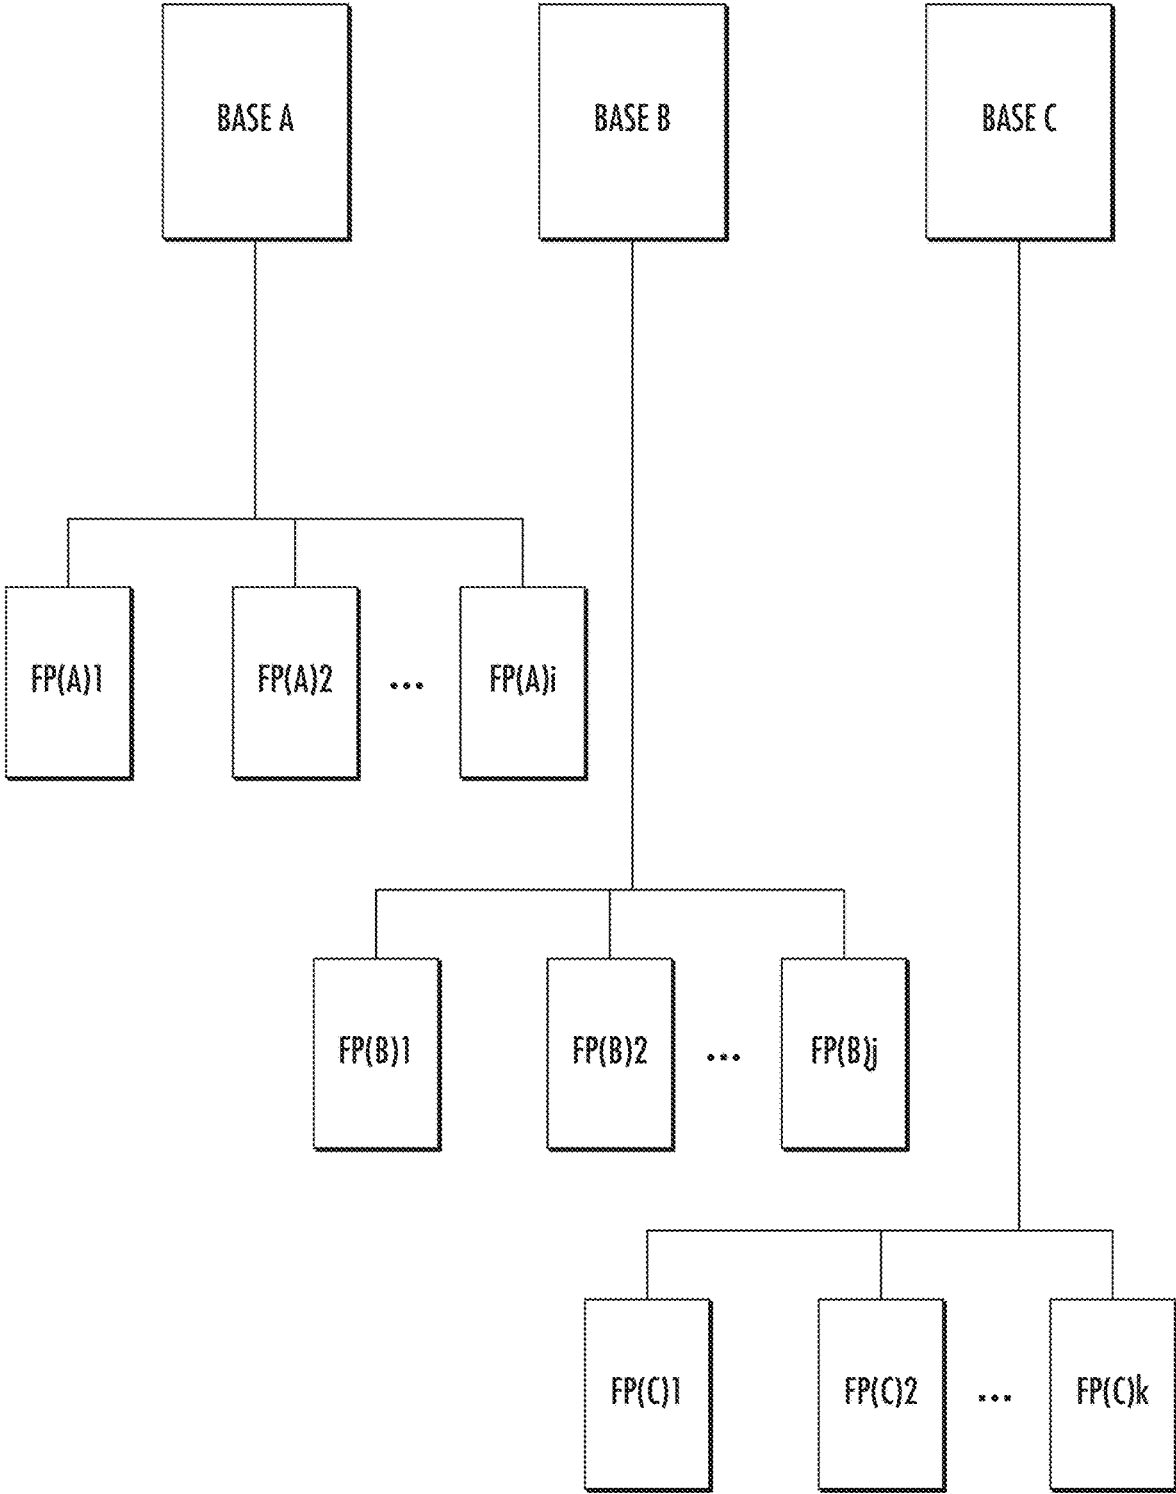 BASE A
BASE B
BASE C
FP(A)1
FP(A)2
...
FP(A)i
FP(B)1
FP(B)2
...
FP(B)j
FP(C)1
FP(C)2
...
FP(C)k